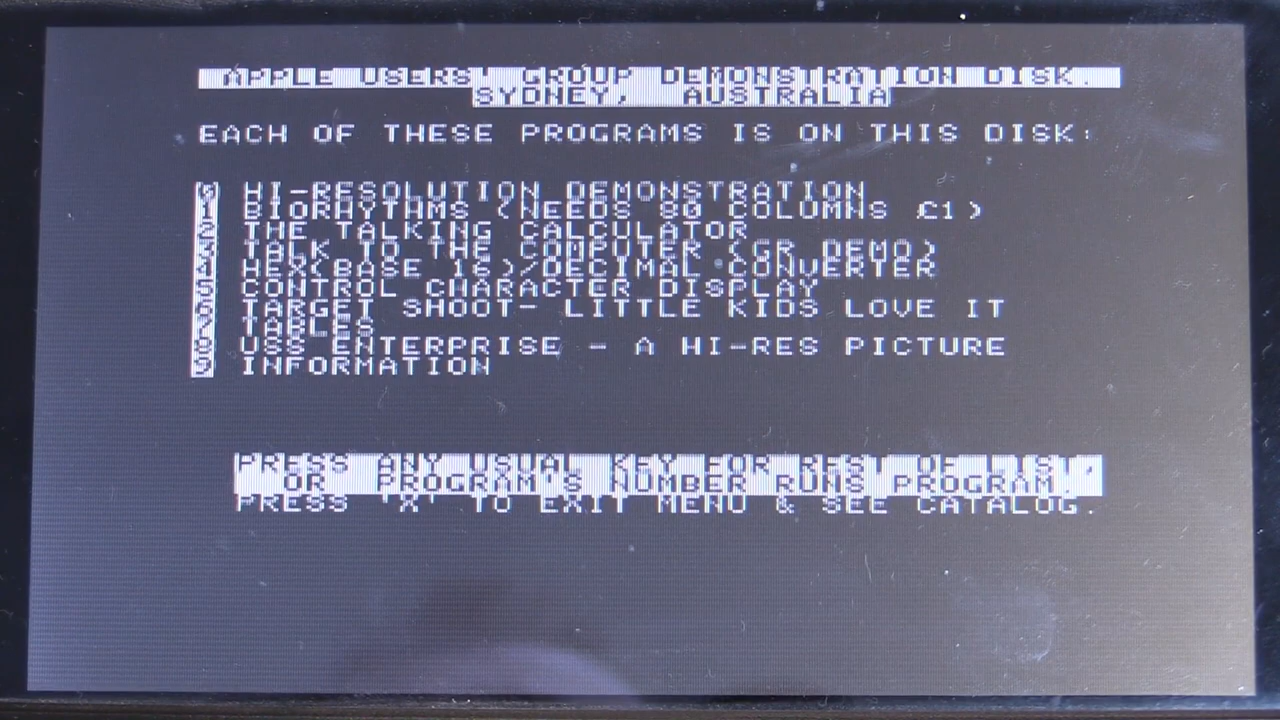 APPLE USERS' GROUP DEMONSTRATION DISK.
SYDNEY, AUSTRALIA
EACH OF THESE PROGRAMS IS ON THIS DISK:
0 HI-RESOLUTION DEMONSTRATION
1 BIORHYTHMS (NEEDS 80 COLUMNS £1)
2 THE TALKING CALCULATOR
3 TALK TO THE COMPUTER (GR DEMO)
4 HEX(BASE 16)/DECIMAL CONVERTER
5 CONTROL CHARACTER DISPLAY
6 TARGET SHOOT- LITTLE KIDS LOVE IT
7 TABLES
8 USS ENTERPRISE - A HI-RES PICTURE
9 INFORMATION
PRESS ANY USUAL KEY FOR REST OF LIST,
OR PROGRAM'S NUMBER RUNS PROGRAM.
PRESS 'X' TO EXIT MENU & SEE CATALOG.